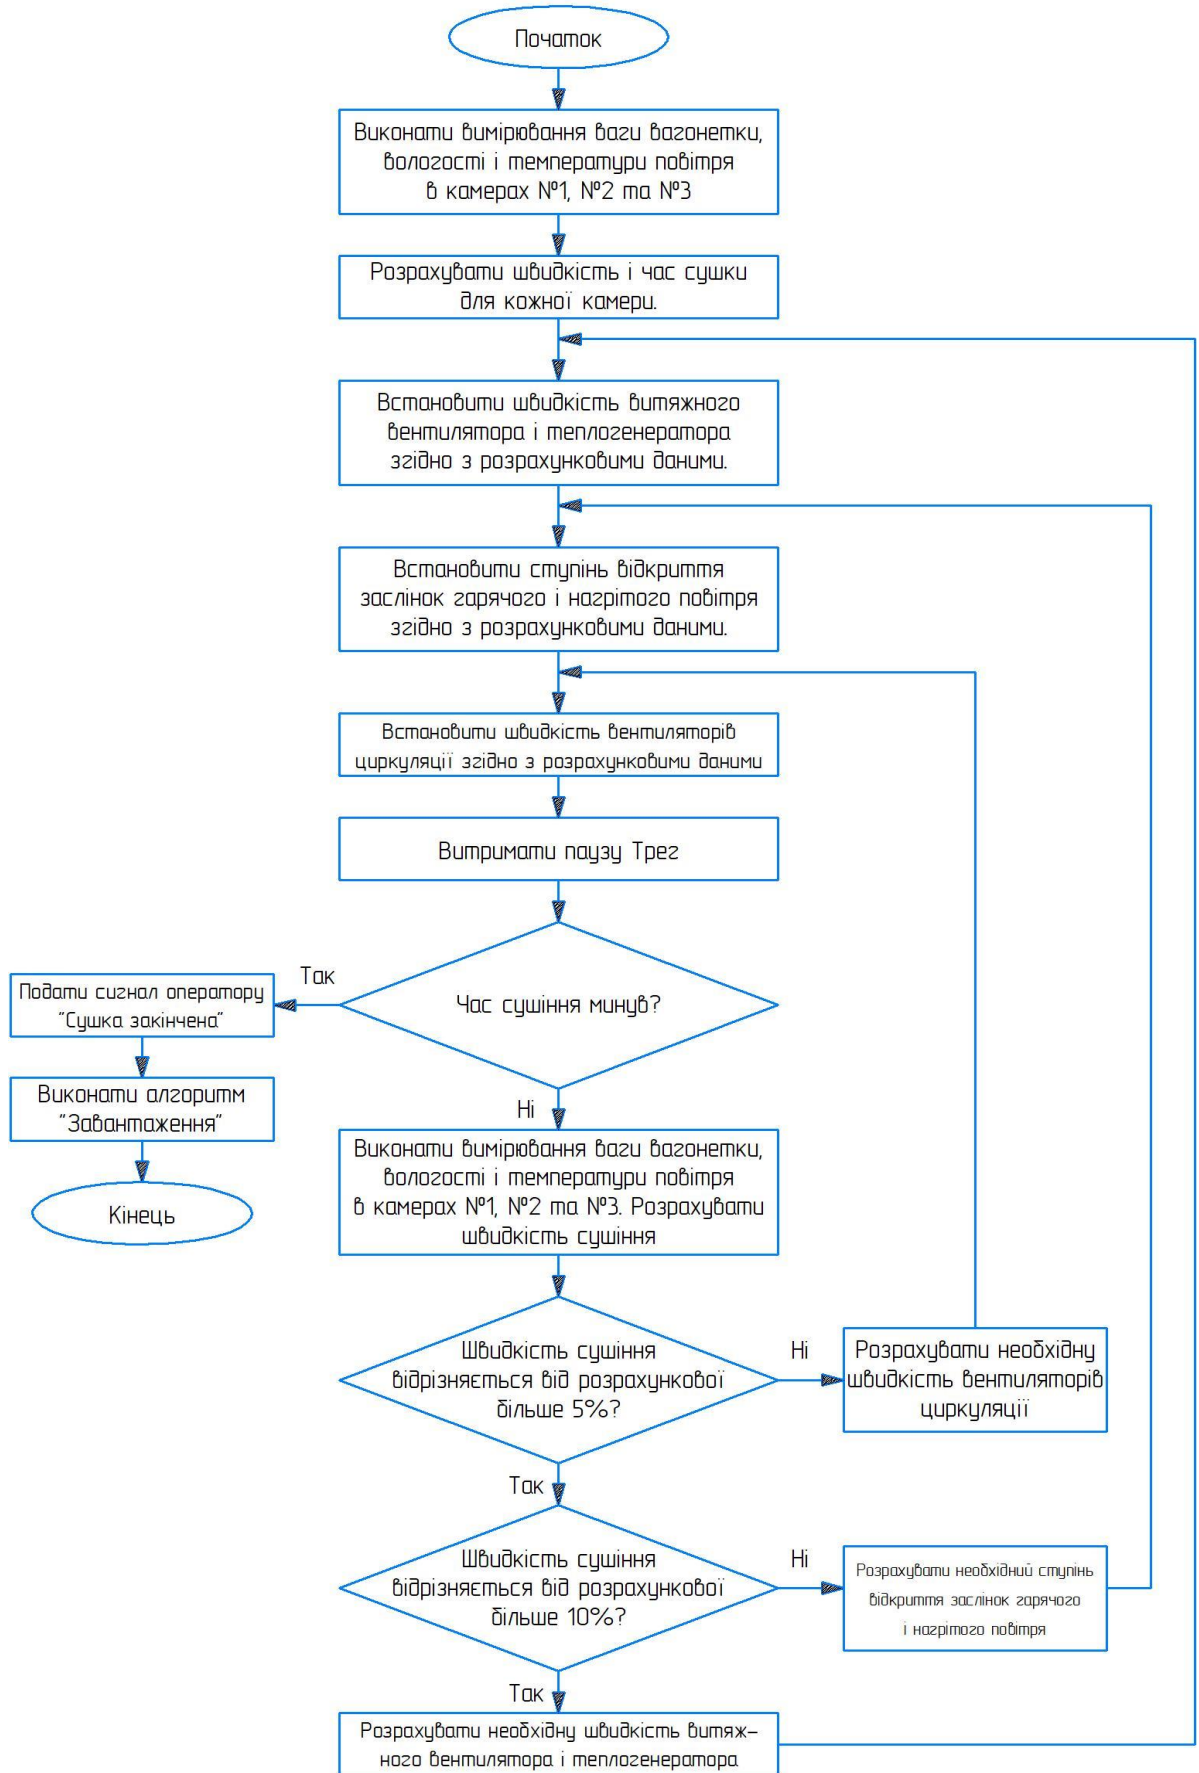 Початок
Виконати вимірювання ваги вагонетки,
вологості і температури повітря
в камерах №1, №2 та №3
Розрахувати швидкість і час сушки
для кожної камери.
Встановити швидкість витяжного
вентилятора і теплогенератора
згідно з розрахунковими даними.
Встановити ступінь відкриття
заслінок гарячого і нагрітого повітря
згідно з розрахунковими даними.
Встановити швидкість вентиляторів
циркуляції згідно з розрахунковими даними
Витримати паузу Трег
Час сушіння минув?
Так
Подати сигнал оператору
"Сушка закінчена"
Виконати алгоритм
"Завантаження"
Кінець
Ні
Виконати вимірювання ваги вагонетки,
вологості і температури повітря
в камерах №1, №2 та №3. Розрахувати
швидкість сушіння
Швидкість сушіння
відрізняється від розрахункової
більше 5%?
Ні
Розрахувати необхідну
швидкість вентиляторів
циркуляції
Так
Швидкість сушіння
відрізняється від розрахункової
більше 10%?
Ні
Розрахувати необхідний ступінь
відкриття заслінок гарячого
і нагрітого повітря
Так
Розрахувати необхідну швидкість витяж-
ного вентилятора і теплогенератора